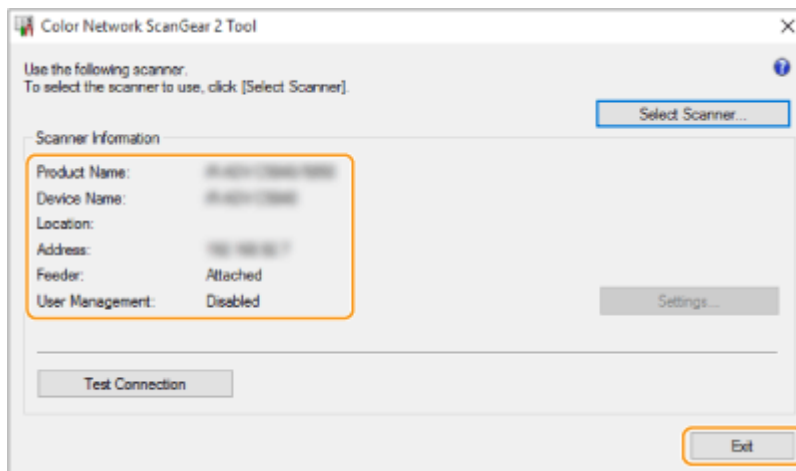 Color Network ScanGear 2 Tool
Use the following scanner.
To select the scanner to use, click [Select Scanner].
Select Scanner...
Scanner Information
Product Name:
Device Name:
Location:
Address:
Feeder: Attached
User Management: Disabled
Settings...
Test Connection
Exit